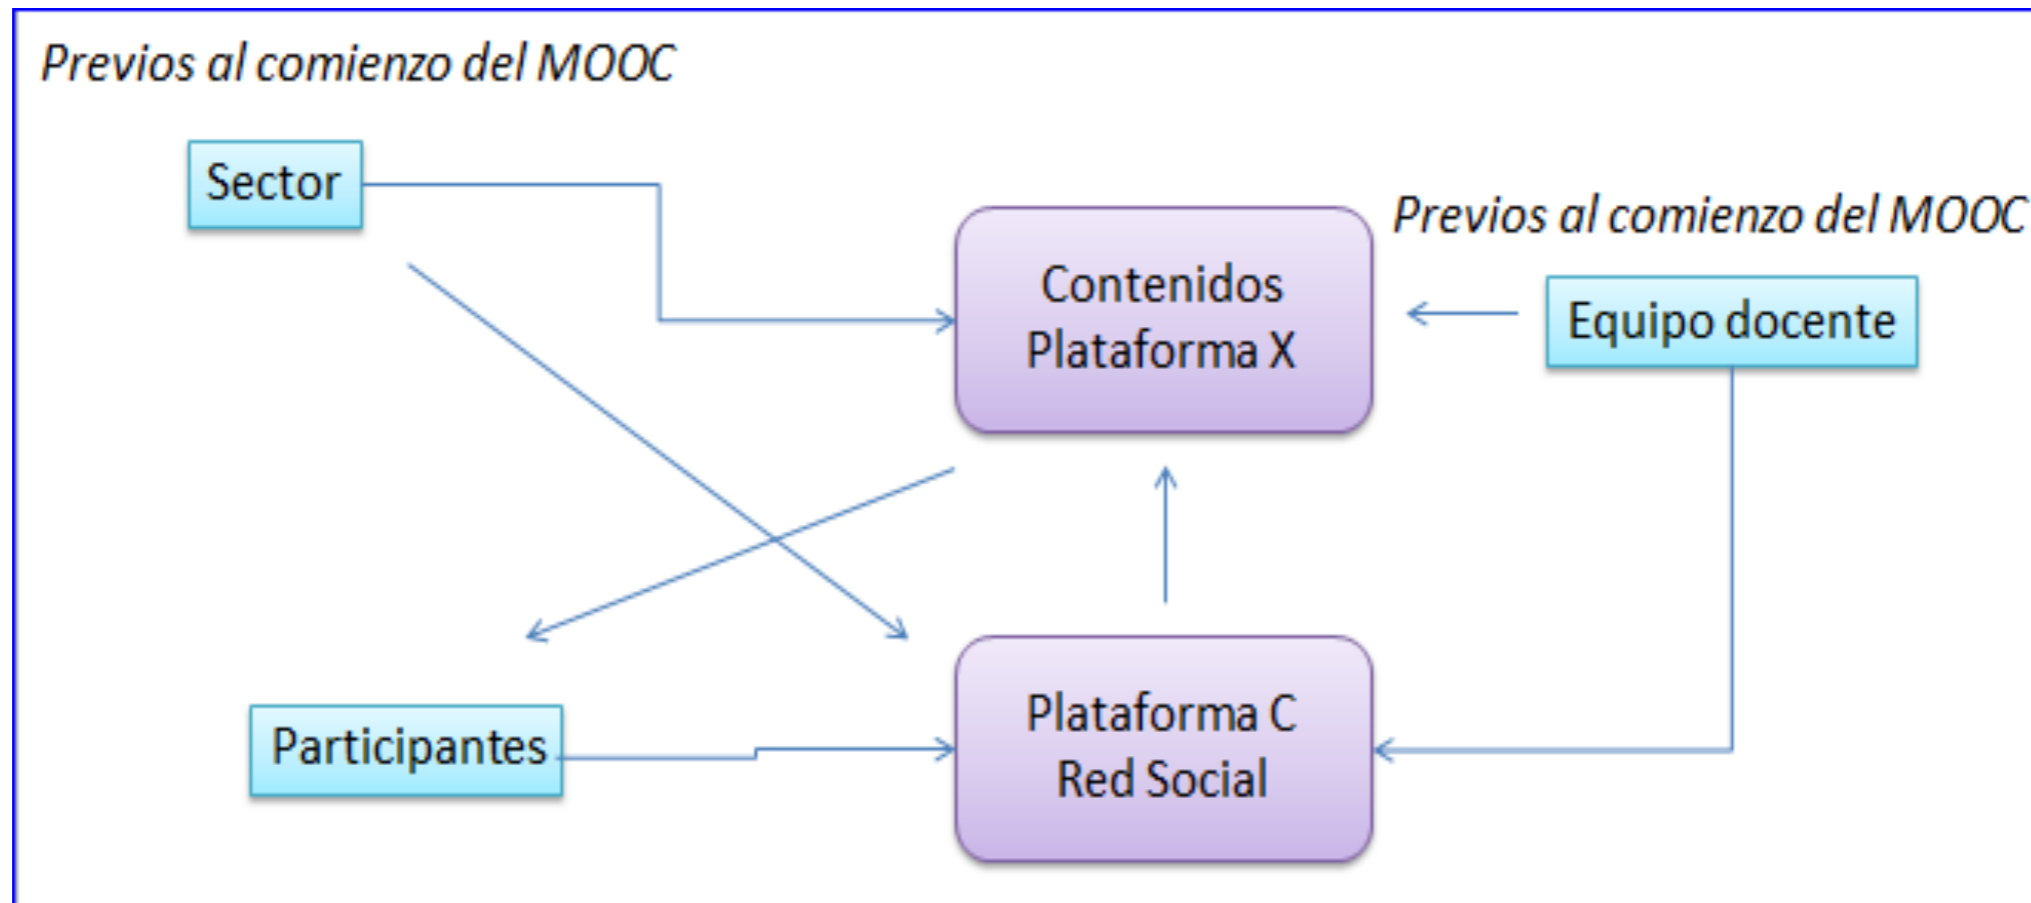 Previos al comienzo del MOOC
Sector
Previos al comienzo del MOOC
Contenidos
Plataforma X
Equipo docente
Participantes
Plataforma C
Red Social